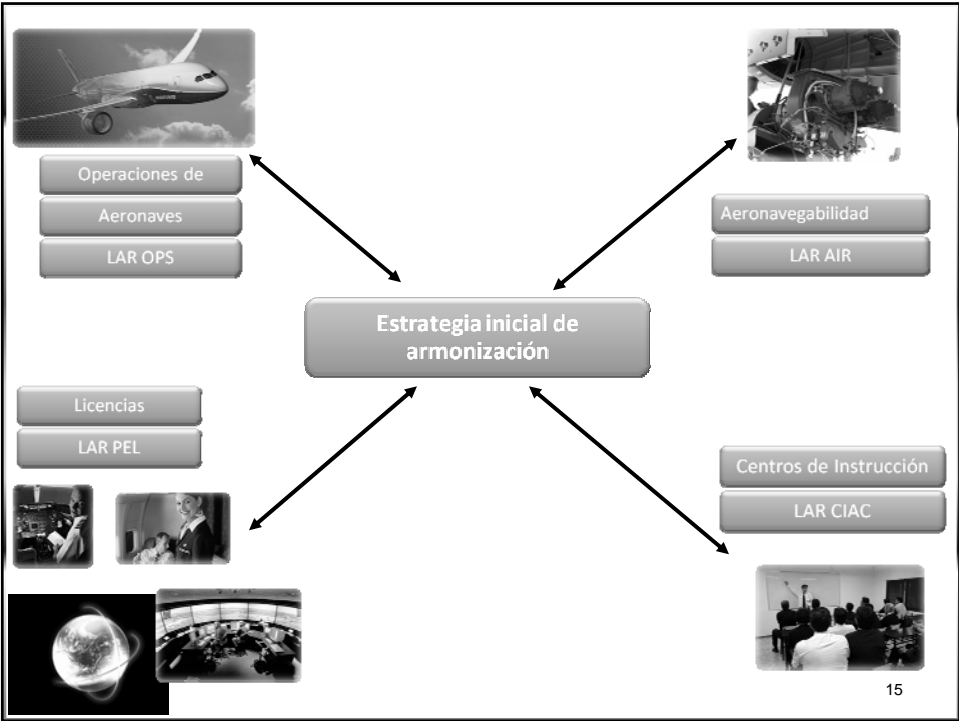 Operaciones de
Aeronaves
LAR OPS
Aeronavegabilidad
LAR AIR
Estrategia inicial de
armonización
Licencias
LAR PEL
Centros de Instrucción
LAR CIAC
15